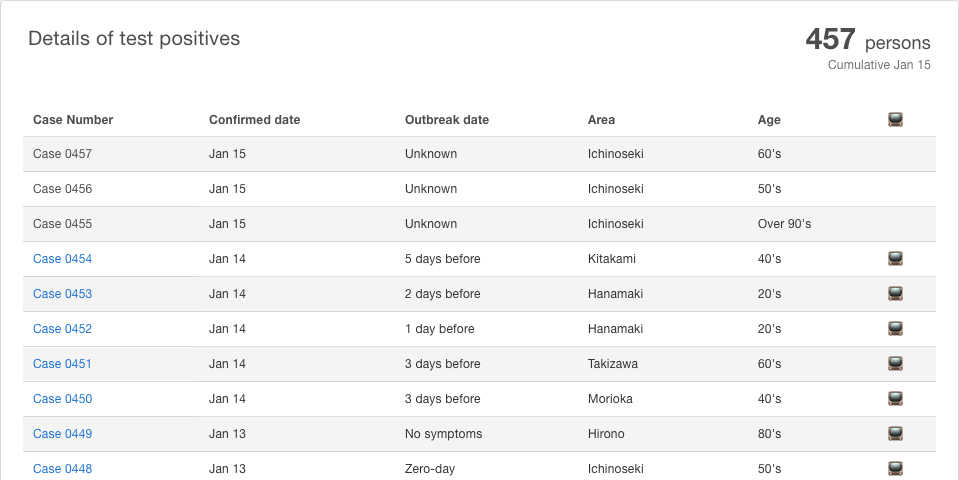 Details of test positives
457 persons
Cumulative Jan 15
Case Number Confirmed date Outbreak date Area Age
Case 0457 Jan 15 Unknown Ichinoseki 60's
Case 0456 Jan 15 Unknown Ichinoseki 50's
Case 0455 Jan 15 Unknown Ichinoseki Over 90's
Case 0454 Jan 14 5 days before Kitakami 40's
Case 0453 Jan 14 2 days before Hanamaki 20's
Case 0452 Jan 14 1 day before Hanamaki 20's
Case 0451 Jan 14 3 days before Takizawa 60's
Case 0450 Jan 14 3 days before Morioka 40's
Case 0449 Jan 13 No symptoms Hirono 80's
Case 0448 Jan 13 Zero-day Ichinoseki 50's